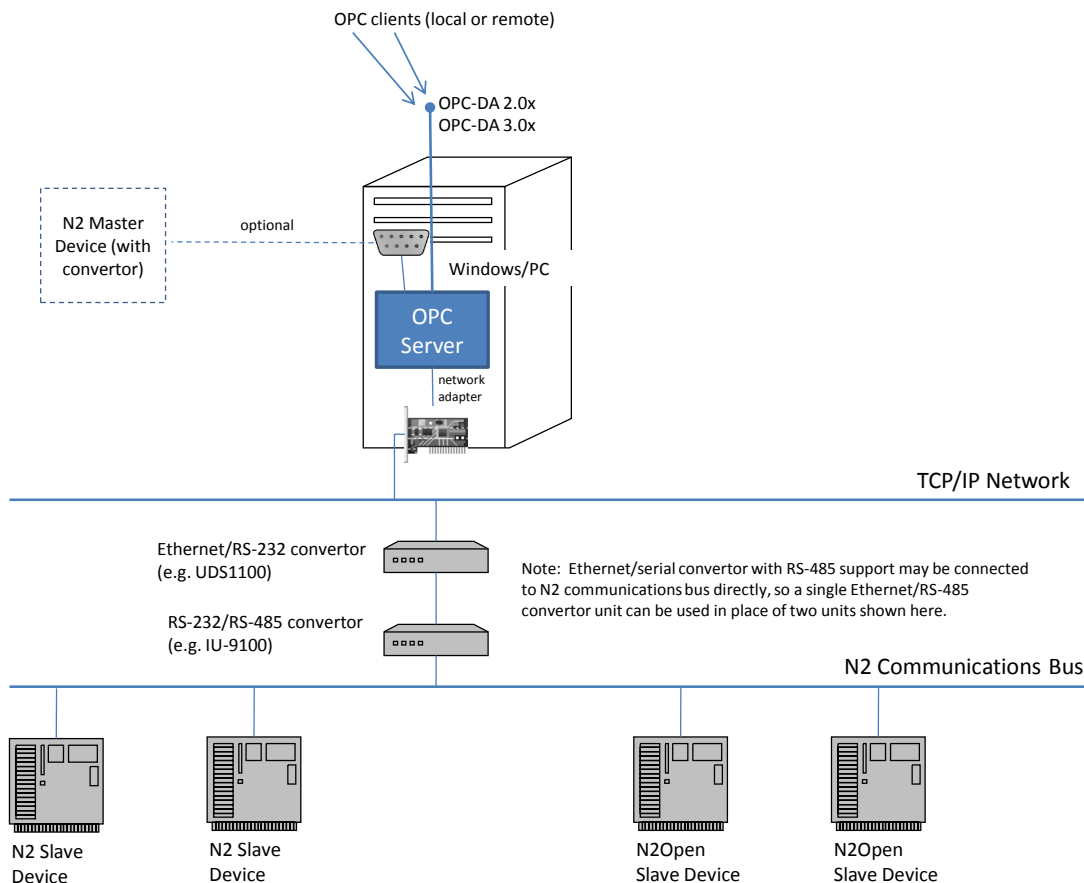 OPC clients (local or remote)
OPC-DA 2.0x
OPC-DA 3.0x
N2 Master
Device (with
convertor)
optional
Windows/PC
OPC
Server
network
adapter
TCP/IP Network
Ethernet/RS-232 convertor
(e.g. UDS1100)
Note:  Ethernet/serial convertor with RS-485 support may be connected
to N2 communications bus directly, so a single Ethernet/RS-485
convertor unit can be used in place of two units shown here.
RS-232/RS-485 convertor
(e.g. IU-9100)
N2 Communications Bus
N2 Slave
Device
N2 Slave
Device
N2Open
Slave Device
N2Open
Slave Device